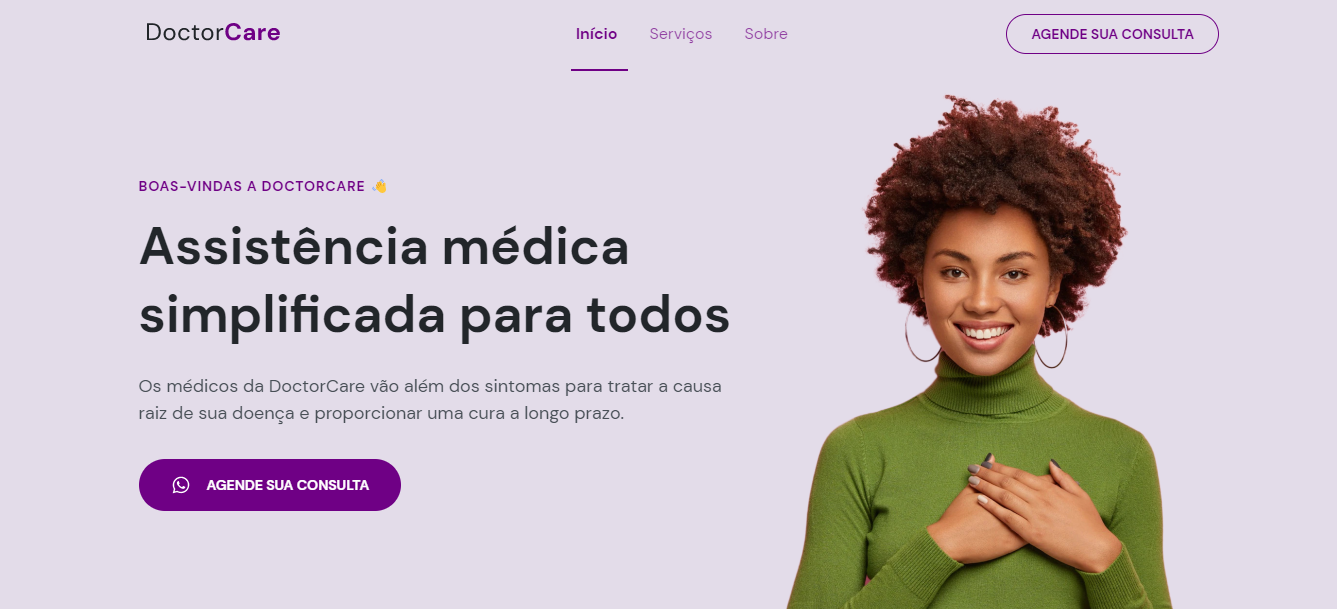 DoctorCare
Início
Serviços
Sobre
AGENDE SUA CONSULTA
BOAS-VINDAS A DOCTORCARE 👋
Assistência médica
simplificada para todos
Os médicos da DoctorCare vão além dos sintomas para tratar a causa
raiz de sua doença e proporcionar uma cura a longo prazo.
AGENDE SUA CONSULTA